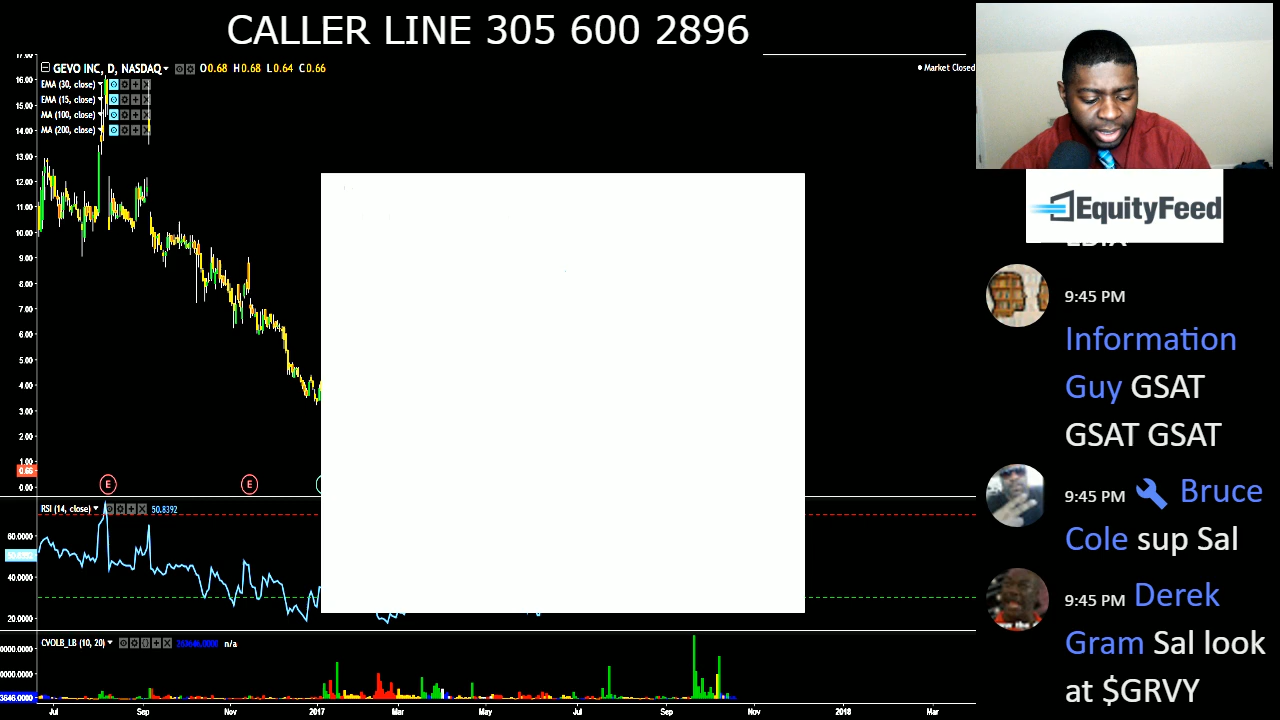 CALLER LINE 305 600 2896
GEVO INC, D, NASDAQ
O0.68 H0.68 L0.64 C0.66
Market Closed
EMA (30, close)
EMA (15, close)
MA (100, close)
MA (200, close)
17.00
16.00
15.00
14.00
13.00
12.00
11.00
10.00
9.00
8.00
7.00
6.00
5.00
4.00
3.00
2.00
1.00
0.66
0.00
E
E
RSI (14, close) 50.8392
60.0000
40.0000
20.0000
CVOLB_LB (10, 20) n/a
Jul Sep Nov 2017 Mar May Jul Sep Nov 2018 Mar
EquityFeed
9:45 PM
Information
Guy GSAT
GSAT GSAT
9:45 PM Bruce
Cole sup Sal
9:45 PM Derek
Gram Sal look
at $GRVY